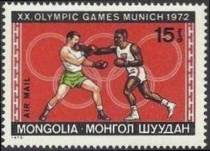 XX. OLYMPIC GAMES MUNICH 1972
15
AIR MAIL
MONGOLIA · МОНГОЛ ШУУДАН